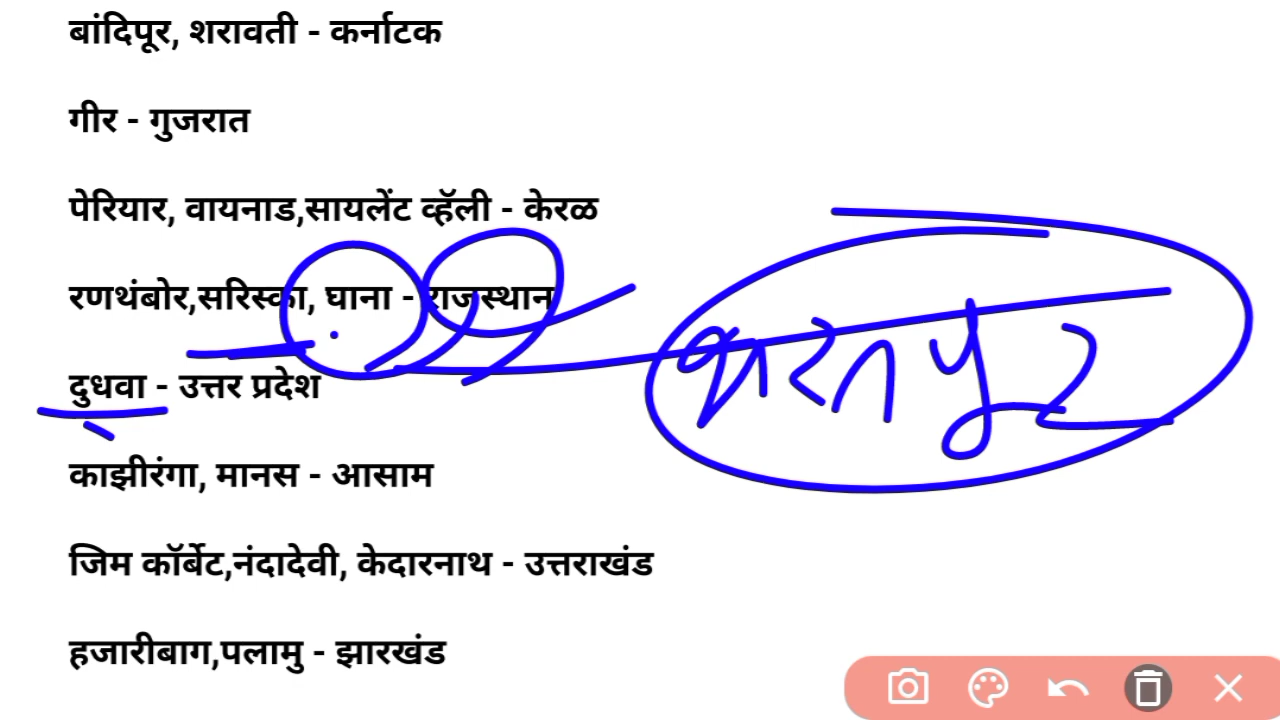 बांदिपूर, शरावती - कर्नाटक
गीर - गुजरात
पेरियार, वायनाड,सायलेंट व्हॅली - केरळ
रणथंबोर,सरिस्का, घाना - राजस्थान
भरतपूर
दुधवा - उत्तर प्रदेश
काझीरंगा, मानस - आसाम
जिम कॉर्बेट,नंदादेवी, केदारनाथ - उत्तराखंड
हजारीबाग,पलामु - झारखंड